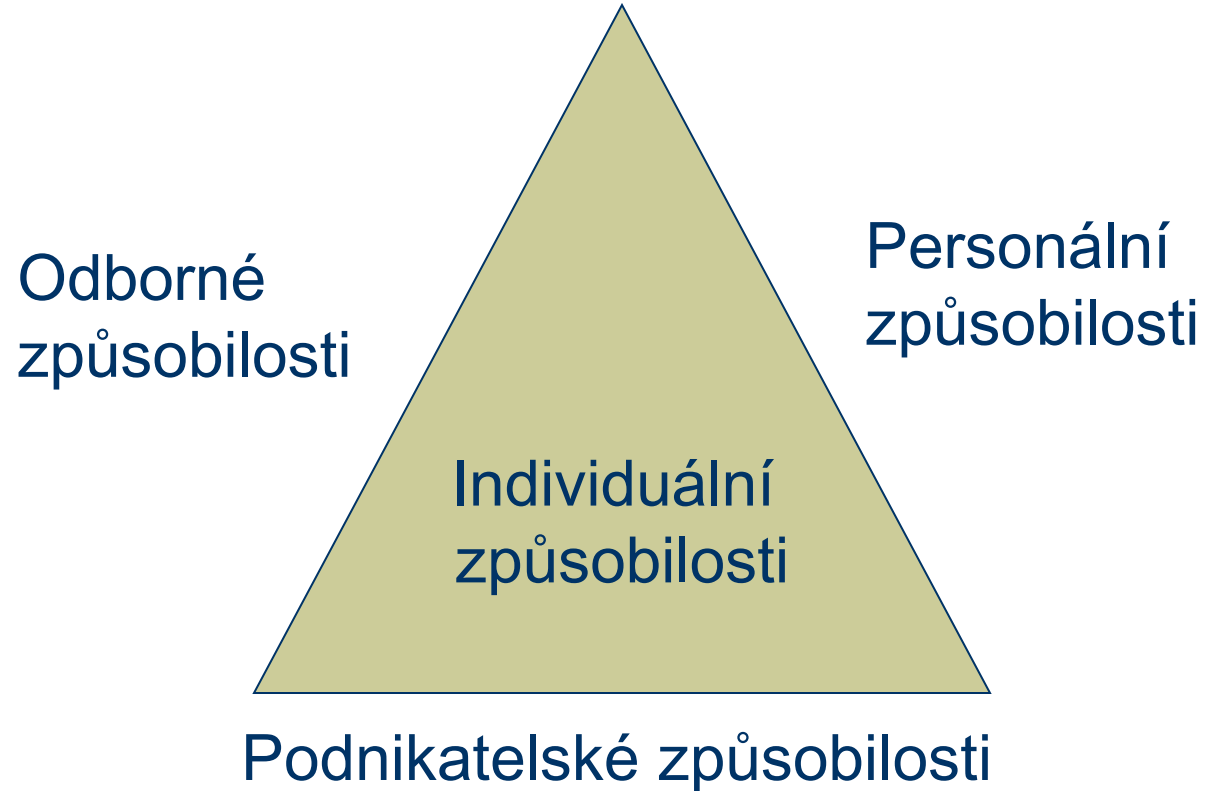 Odborné
způsobilosti
Personální
způsobilosti
Individuální
způsobilosti
Podnikatelské způsobilosti